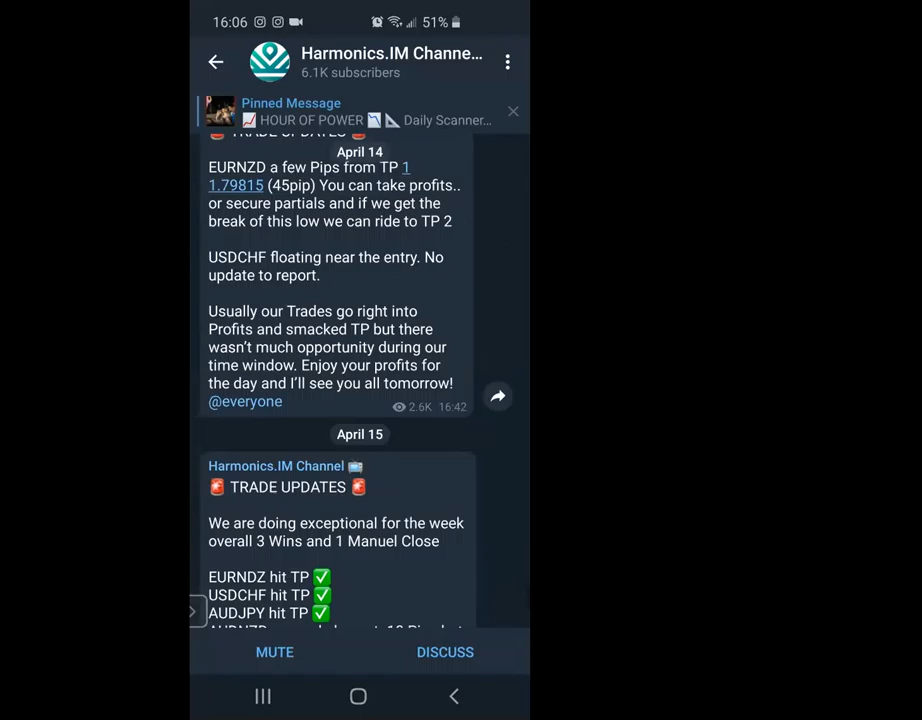 16:06 51%
Harmonics.IM Channe...
6.1K subscribers
Pinned Message
📈 HOUR OF POWER 📉📐 Daily Scanner...
🚨 TRADE UPDATES 🚨
April 14
EURNZD a few Pips from TP 1
1.79815 (45pip) You can take profits..
or secure partials and if we get the
break of this low we can ride to TP 2
USDCHF floating near the entry. No
update to report.
Usually our Trades go right into
Profits and smacked TP but there
wasn't much opportunity during our
time window. Enjoy your profits for
the day and I'll see you all tomorrow!
@everyone
2.6K 16:42
April 15
Harmonics.IM Channel 📺
🚨 TRADE UPDATES 🚨
We are doing exceptional for the week
overall 3 Wins and 1 Manuel Close
EURNDZ hit TP ✅
USDCHF hit TP ✅
AUDJPY hit TP ✅
MUTE DISCUSS